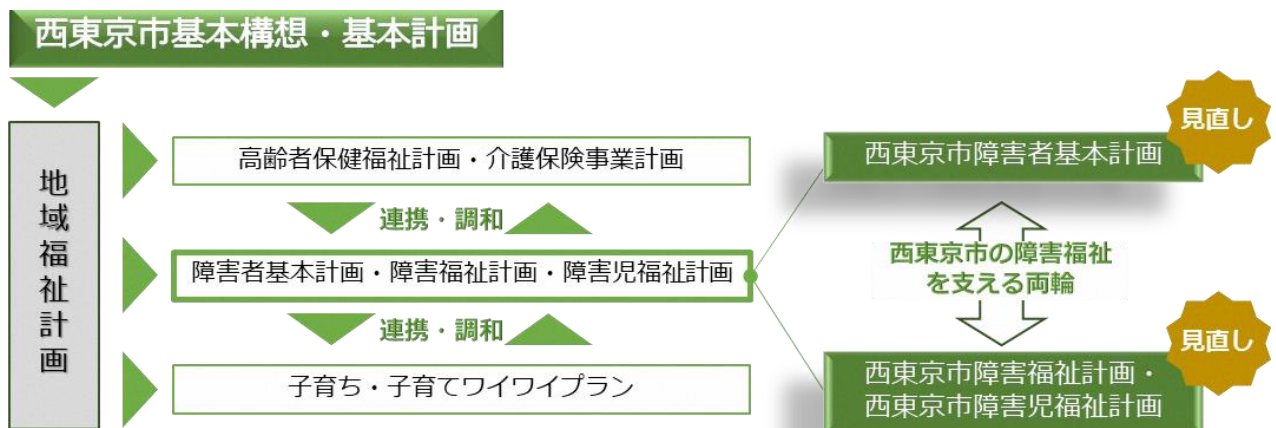 西東京市基本構想・基本計画
地域福祉計画
高齢者保健福祉計画・介護保険事業計画
連携・調和
障害者基本計画・障害福祉計画・障害児福祉計画
連携・調和
子育ち・子育てワイワイプラン
見直し
西東京市障害者基本計画
西東京市の障害福祉
を支える両輪
見直し
西東京市障害福祉計画・
西東京市障害児福祉計画